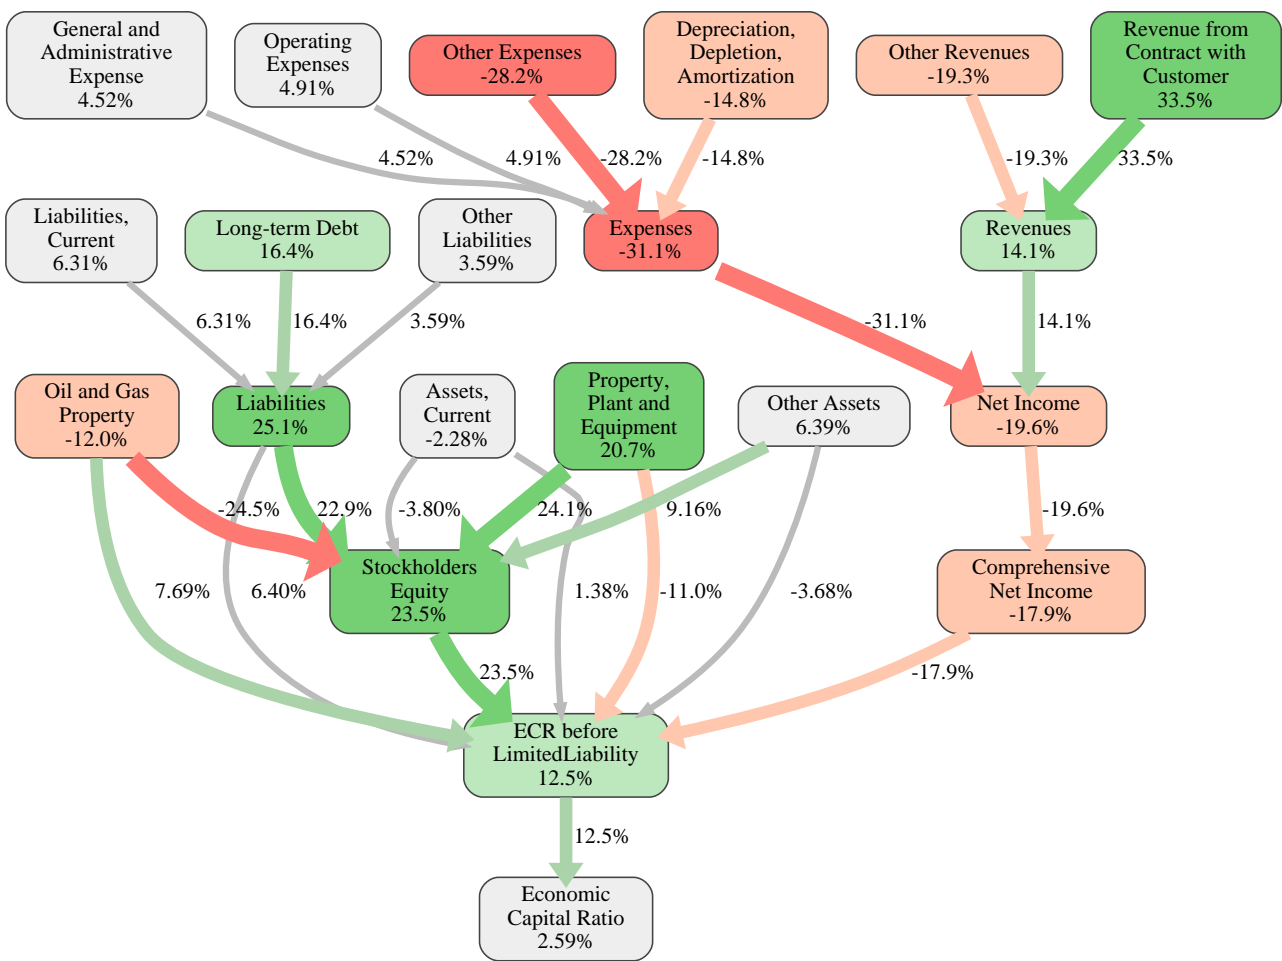 General and
Administrative
Expense
4.52%
Operating
Expenses
4.91%
Other Expenses
-28.2%
Depreciation,
Depletion,
Amortization
-14.8%
Other Revenues
-19.3%
Revenue from
Contract with
Customer
33.5%
4.52%
4.91%
-28.2%
-14.8%
-19.3%
33.5%
Liabilities,
Current
6.31%
Long-term Debt
16.4%
Other
Liabilities
3.59%
Expenses
-31.1%
Revenues
14.1%
6.31%
16.4%
3.59%
-31.1%
14.1%
Oil and Gas
Property
-12.0%
Liabilities
25.1%
Assets,
Current
-2.28%
Property,
Plant and
Equipment
20.7%
Other Assets
6.39%
Net Income
-19.6%
-24.5%
22.9%
-3.80%
24.1%
9.16%
-19.6%
Stockholders
Equity
23.5%
Comprehensive
Net Income
-17.9%
7.69%
6.40%
1.38%
-11.0%
-3.68%
23.5%
-17.9%
ECR before
LimitedLiability
12.5%
12.5%
Economic
Capital Ratio
2.59%